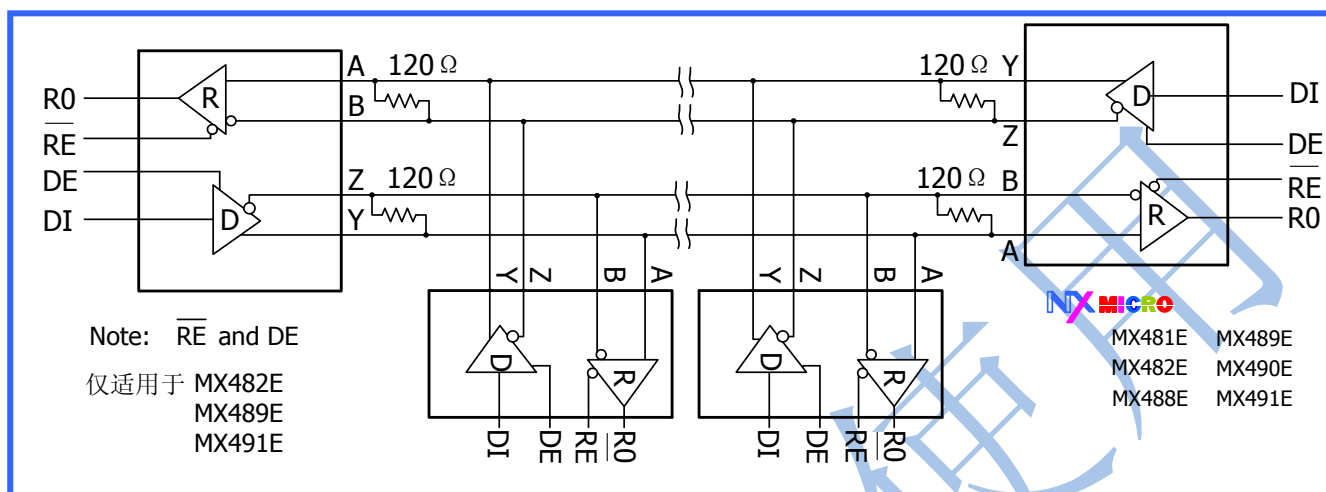 A 120Ω
R0 R B
RE
DE Z 120Ω
DI D Y
120Ω Y D DI
Z DE
120Ω B RE
R R0
A
Y Z B A
D R
DI DE RE R0
Y Z B A
D R
DI DE RE R0
Note: RE and DE
仅适用于 MX482E
MX489E
MX491E
NX MICRO
MX481E MX489E
MX482E MX490E
MX488E MX491E
使用